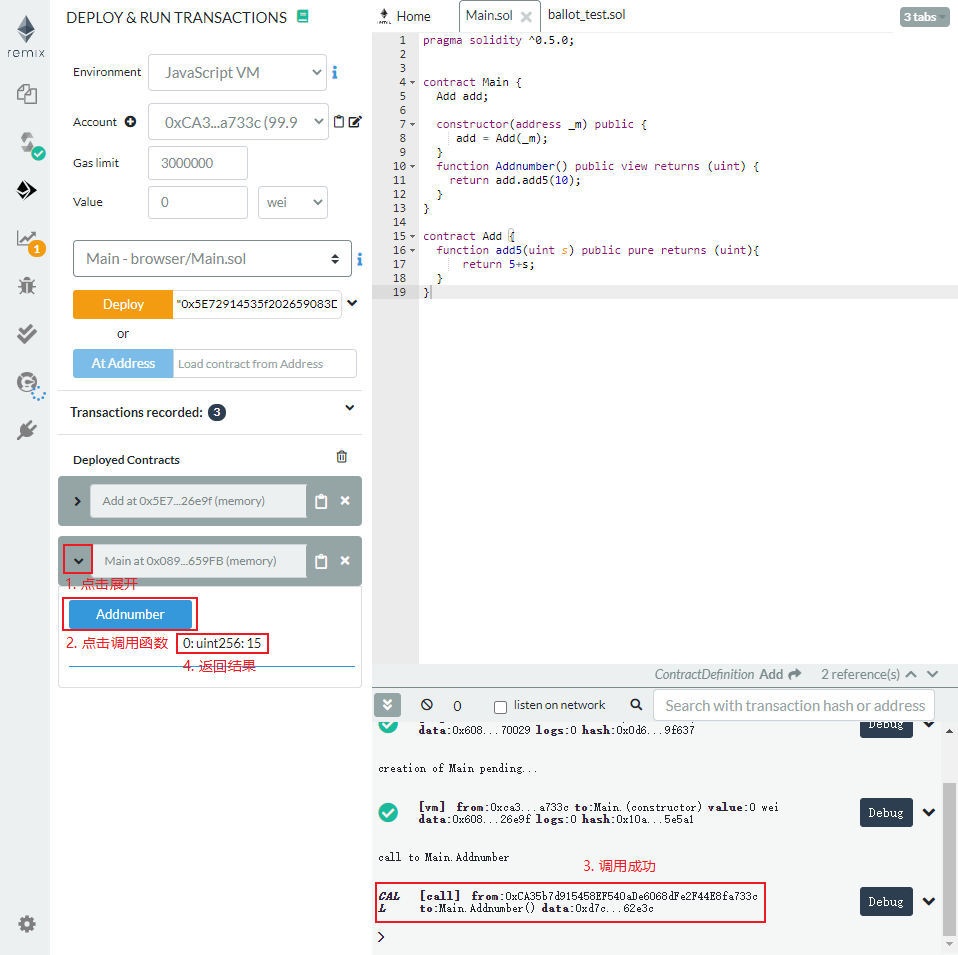 remix
DEPLOY & RUN TRANSACTIONS
Environment
JavaScript VM
i
Account
0xCA3...a733c (99.9
Gas limit
3000000
Value
0
wei
1
Main - browser/Main.sol
i
Deploy
"0x5E72914535f202659083E
or
At Address
Load contract from Address
Transactions recorded: 3
Deployed Contracts
Add at 0x5E7...26e9f (memory)
Main at 0x089...659FB (memory)
1. 点击展开
Addnumber
2. 点击调用函数
0: uint256: 15
4. 返回结果
Home
Main.sol
ballot_test.sol
3 tabs
1 pragma solidity ^0.5.0;
2
3
4 contract Main {
5 Add add;
6
7 constructor(address _m) public {
8 add = Add(_m);
9 }
10 function Addnumber() public view returns (uint) {
11 return add.add5(10);
12 }
13 }
14
15 contract Add {
16 function add5(uint s) public pure returns (uint){
17 return 5+s;
18 }
19 }
ContractDefinition Add
2 reference(s)
0
listen on network
Search with transaction hash or address
data:0x608...70029 logs:0 hash:0x0d6...9f637
Debug
creation of Main pending...
[vm] from:0xca3...a733c to:Main.(constructor) value:0 wei
data:0x608...26e9f logs:0 hash:0x10a...5e5a1
Debug
call to Main.Addnumber
3. 调用成功
CAL
L
[call] from:0xCA35b7d915458EF540aDe6068dFe2F44E8fa733c
to:Main.Addnumber() data:0xd7c...62e3c
Debug
>